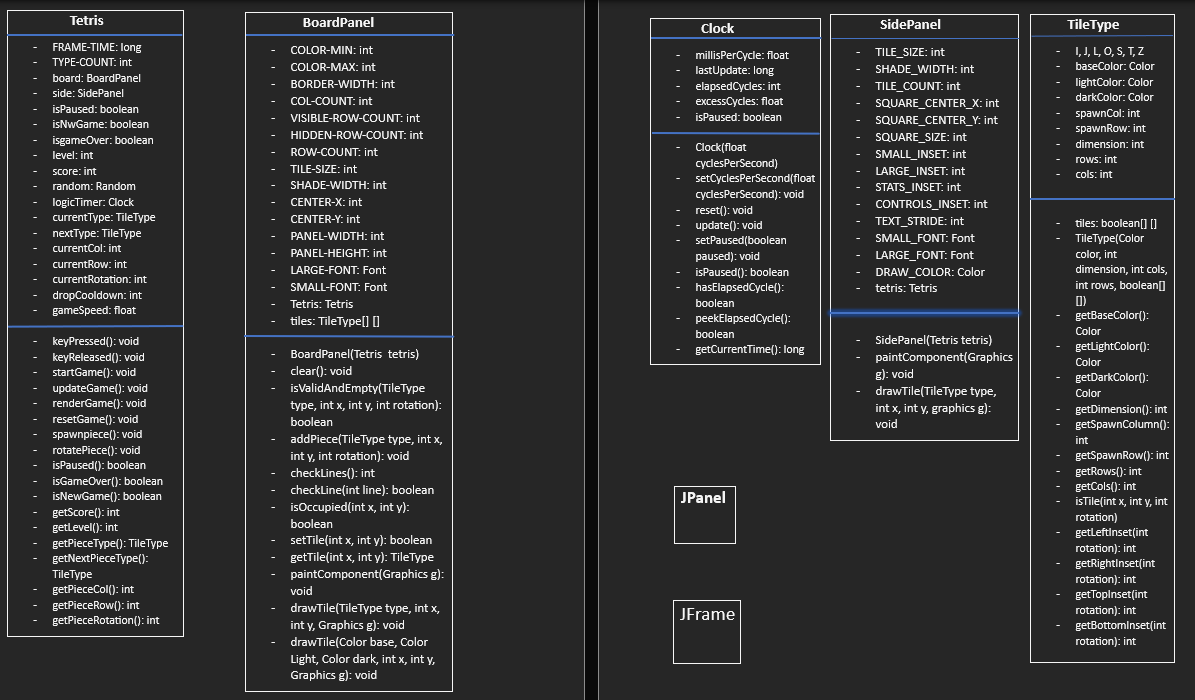 Tetris
- FRAME-TIME: long
- TYPE-COUNT: int
- board: BoardPanel
- side: SidePanel
- isPaused: boolean
- isNwGame: boolean
- isgameOver: boolean
- level: int
- score: int
- random: Random
- logicTimer: Clock
- currentType: TileType
- nextType: TileType
- currentCol: int
- currentRow: int
- currentRotation: int
- dropCooldown: int
- gameSpeed: float
- keyPressed(): void
- keyReleased(): void
- startGame(): void
- updateGame(): void
- renderGame(): void
- resetGame(): void
- spawnpiece(): void
- rotatePiece(): void
- isPaused(): boolean
- isGameOver(): boolean
- isNewGame(): boolean
- getScore(): int
- getLevel(): int
- getPieceType(): TileType
- getNextPieceType():
TileType
- getPieceCol(): int
- getPieceRow(): int
- getPieceRotation(): int
BoardPanel
- COLOR-MIN: int
- COLOR-MAX: int
- BORDER-WIDTH: int
- COL-COUNT: int
- VISIBLE-ROW-COUNT: int
- HIDDEN-ROW-COUNT: int
- ROW-COUNT: int
- TILE-SIZE: int
- SHADE-WIDTH: int
- CENTER-X: int
- CENTER-Y: int
- PANEL-WIDTH: int
- PANEL-HEIGHT: int
- LARGE-FONT: Font
- SMALL-FONT: Font
- Tetris: Tetris
- tiles: TileType[] []
- BoardPanel(Tetris tetris)
- clear(): void
- isValidAndEmpty(TileType
type, int x, int y, int rotation):
boolean
- addPiece(TileType type, int x,
int y, int rotation): void
- checkLines(): int
- checkLine(int line): boolean
- isOccupied(int x, int y):
boolean
- setTile(int x, int y): boolean
- getTile(int x, int y): TileType
- paintComponent(Graphics g):
void
- drawTile(TileType type, int x,
int y, Graphics g): void
- drawTile(Color base, Color
Light, Color dark, int x, int y,
Graphics g): void
Clock
- millisPerCycle: float
- lastUpdate: long
- elapsedCycles: int
- excessCycles: float
- isPaused: boolean
- Clock(float
cyclesPerSecond)
- setCyclesPerSecond(float
cyclesPerSecond): void
- reset(): void
- update(): void
- setPaused(boolean
paused): void
- isPaused(): boolean
- hasElapsedCycle():
boolean
- peekElapsedCycle():
boolean
- getCurrentTime(): long
SidePanel
- TILE_SIZE: int
- SHADE_WIDTH: int
- TILE_COUNT: int
- SQUARE_CENTER_X: int
- SQUARE_CENTER_Y: int
- SQUARE_SIZE: int
- SMALL_INSET: int
- LARGE_INSET: int
- STATS_INSET: int
- CONTROLS_INSET: int
- TEXT_STRIDE: int
- SMALL_FONT: Font
- LARGE_FONT: Font
- DRAW_COLOR: Color
- tetris: Tetris
- SidePanel(Tetris tetris)
- paintComponent(Graphics
g): void
- drawTile(TileType type,
int x, int y, graphics g):
void
TileType
- I, J, L, O, S, T, Z
- baseColor: Color
- lightColor: Color
- darkColor: Color
- spawnCol: int
- spawnRow: int
- dimension: int
- rows: int
- cols: int
- tiles: boolean[] []
- TileType(Color
color, int
dimension, int cols,
int rows, boolean[]
[])
- getBaseColor():
Color
- getLightColor():
Color
- getDarkColor():
Color
- getDimension(): int
- getSpawnColumn():
int
- getSpawnRow(): int
- getRows(): int
- getCols(): int
- isTile(int x, int y, int
rotation)
- getLeftInset(int
rotation): int
- getRightInset(int
rotation): int
- getTopInset(int
rotation): int
- getBottomInset(int
rotation): int
JPanel
JFrame